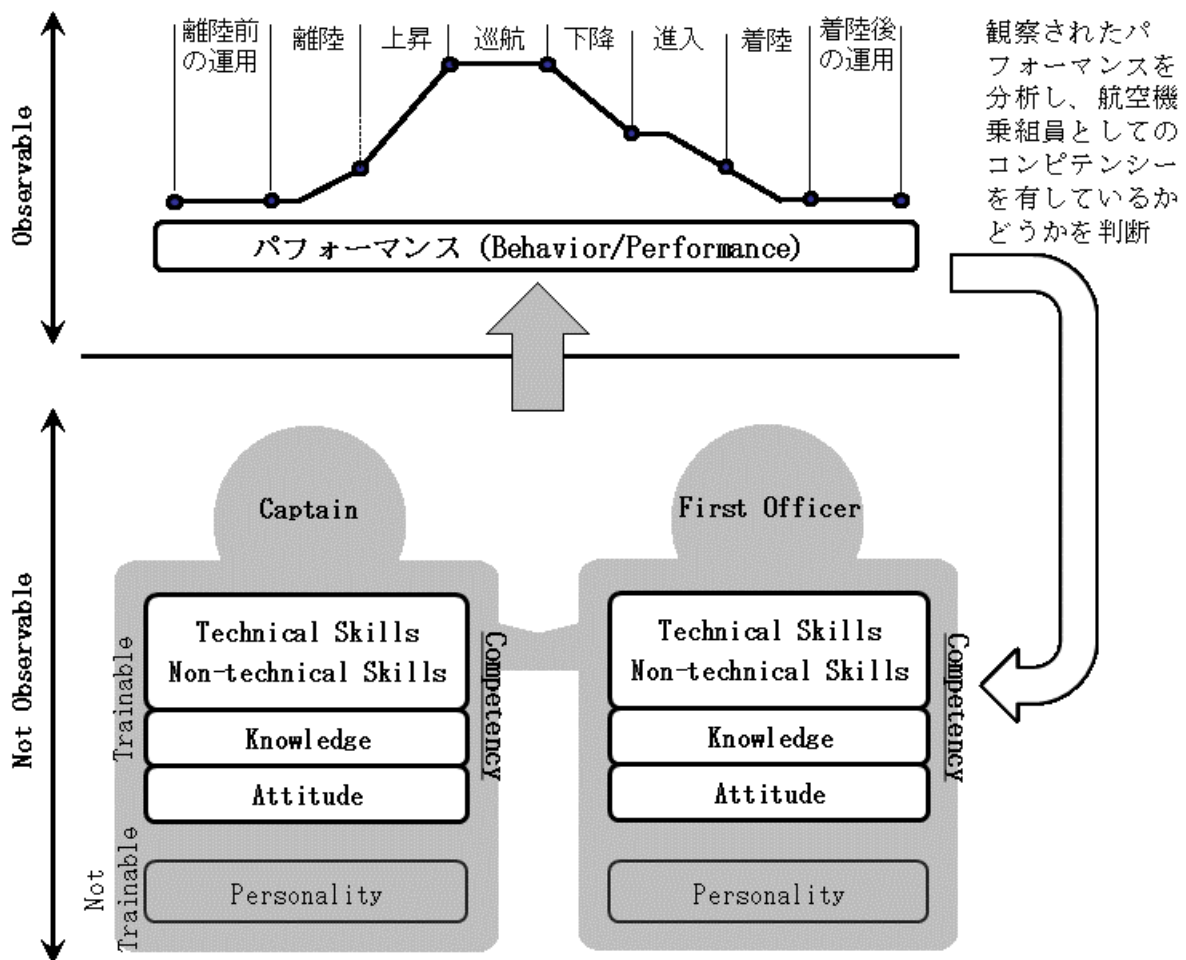 離陸前
の運用
離陸
上昇
巡航
下降
進入
着陸
着陸後
の運用
観察されたパ
フォーマンスを
分析し、航空機
乗組員としての
コンピテンシー
を有しているか
どうかを判断
Observable
パフォーマンス (Behavior/Performance)
Not Observable
Captain
First Officer
Trainable
Technical Skills
Non-technical Skills
Knowledge
Attitude
Competency
Technical Skills
Non-technical Skills
Knowledge
Attitude
Competency
Not
Trainable
Personality
Personality